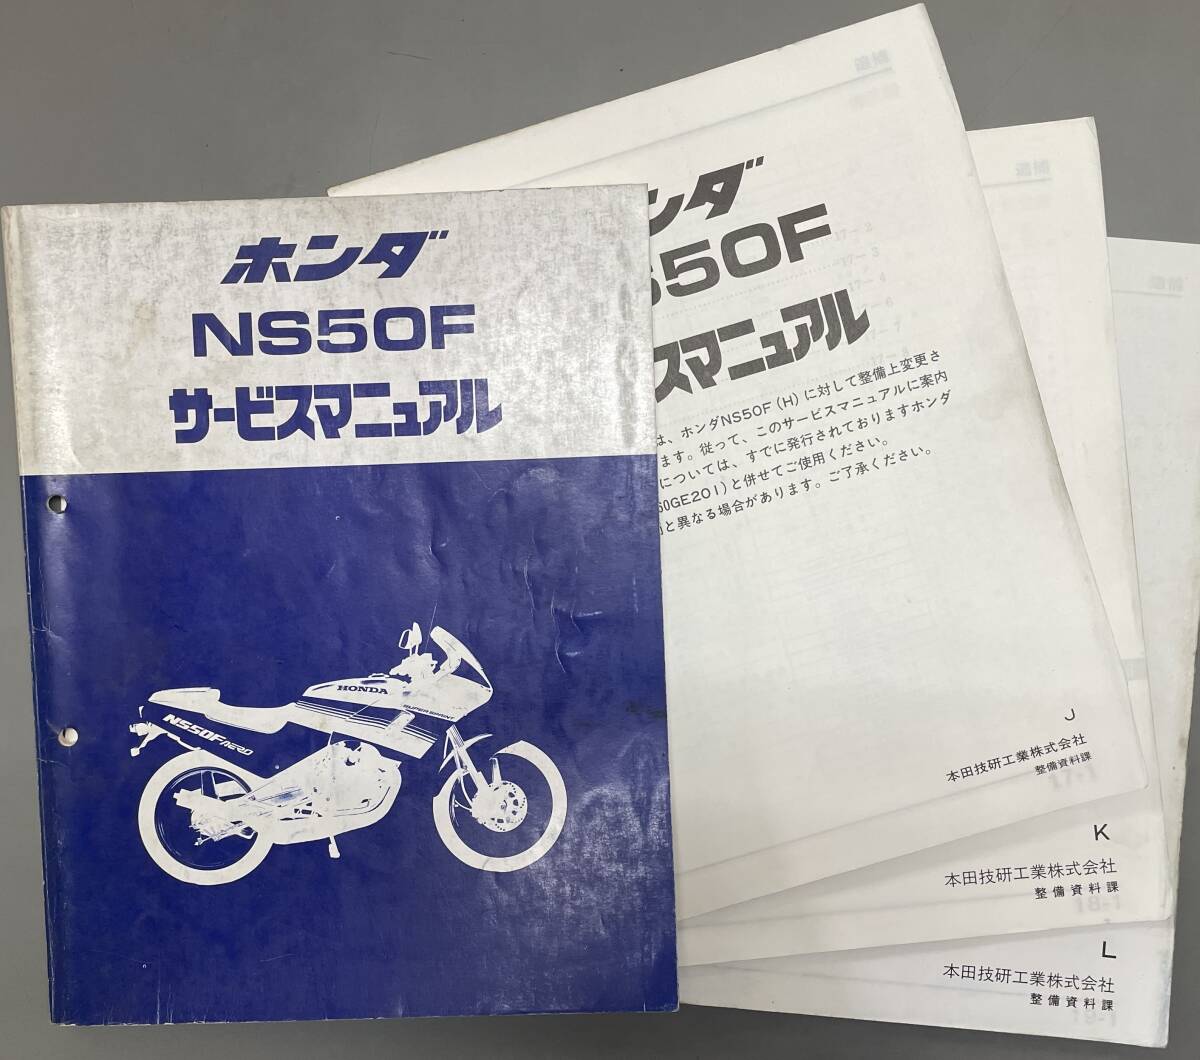 ホンダ
NS50F
サービスマニュアル
HONDA
SUPER SPRINT
NS50F AERO
ンダ
50F
スマニュアル
は、ホンダNS50F(H)に対して整備上変更さ
ます。従って、このサービスマニュアルに案内
については、すでに発行されておりますホンダ
60GE201)と併せてご使用ください。
と異なる場合があります。ご了承ください。
J
本田技研工業株式会社
整備資料課
K
本田技研工業株式会社
整備資料課
L
本田技研工業株式会社
整備資料課